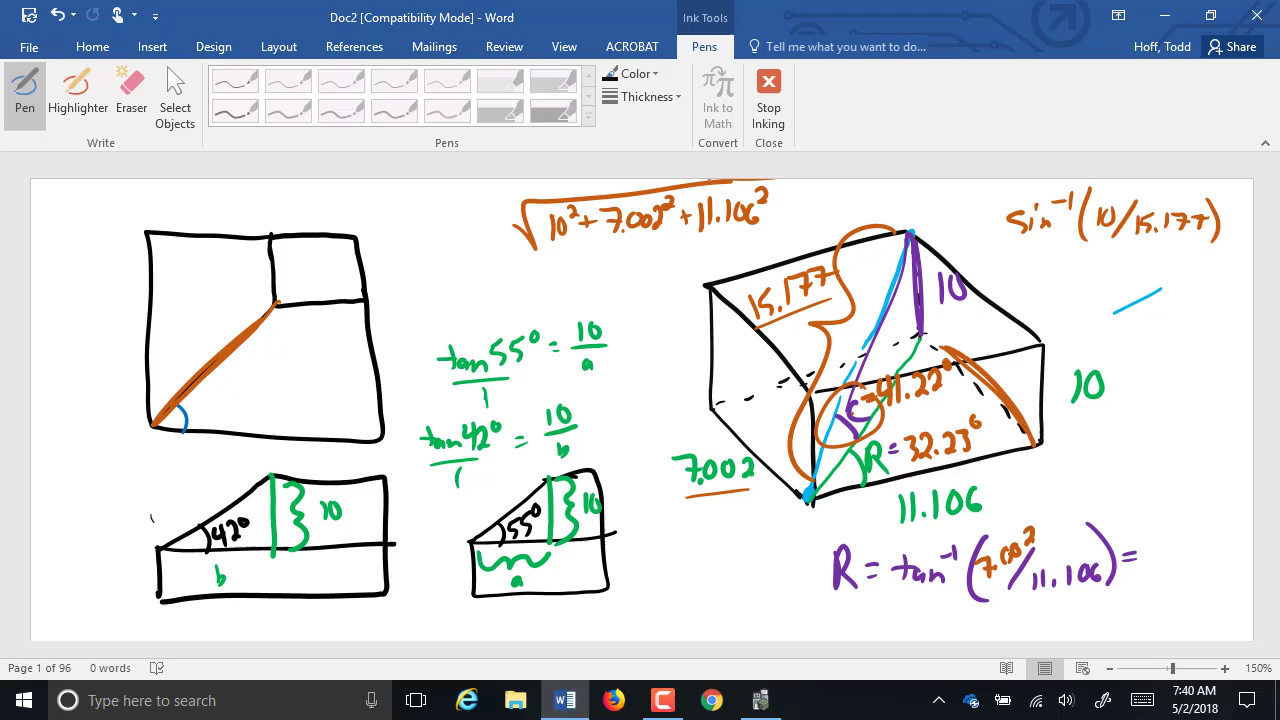 Doc2 [Compatibility Mode] - Word
Ink Tools
File Home Insert Design Layout References Mailings Review View ACROBAT Pens Tell me what you want to do... Hoff, Todd Share
Pen Highlighter Eraser Select Objects
Color
Thickness
Ink to Math
Stop Inking
Write Pens Convert Close
√10² + 7.002² + 11.106²
sin⁻¹(10/15.177)
15.177
10
tan55° = 10/a
1
tan42° = 10/b
1
C = 41.22°
10
R = 32.23°
7.002
11.106
42°
10
b
55°
10
a
R = tan⁻¹(7.002/11.106) =
Page 1 of 96 0 words 150%
Type here to search
7:40 AM
5/2/2018